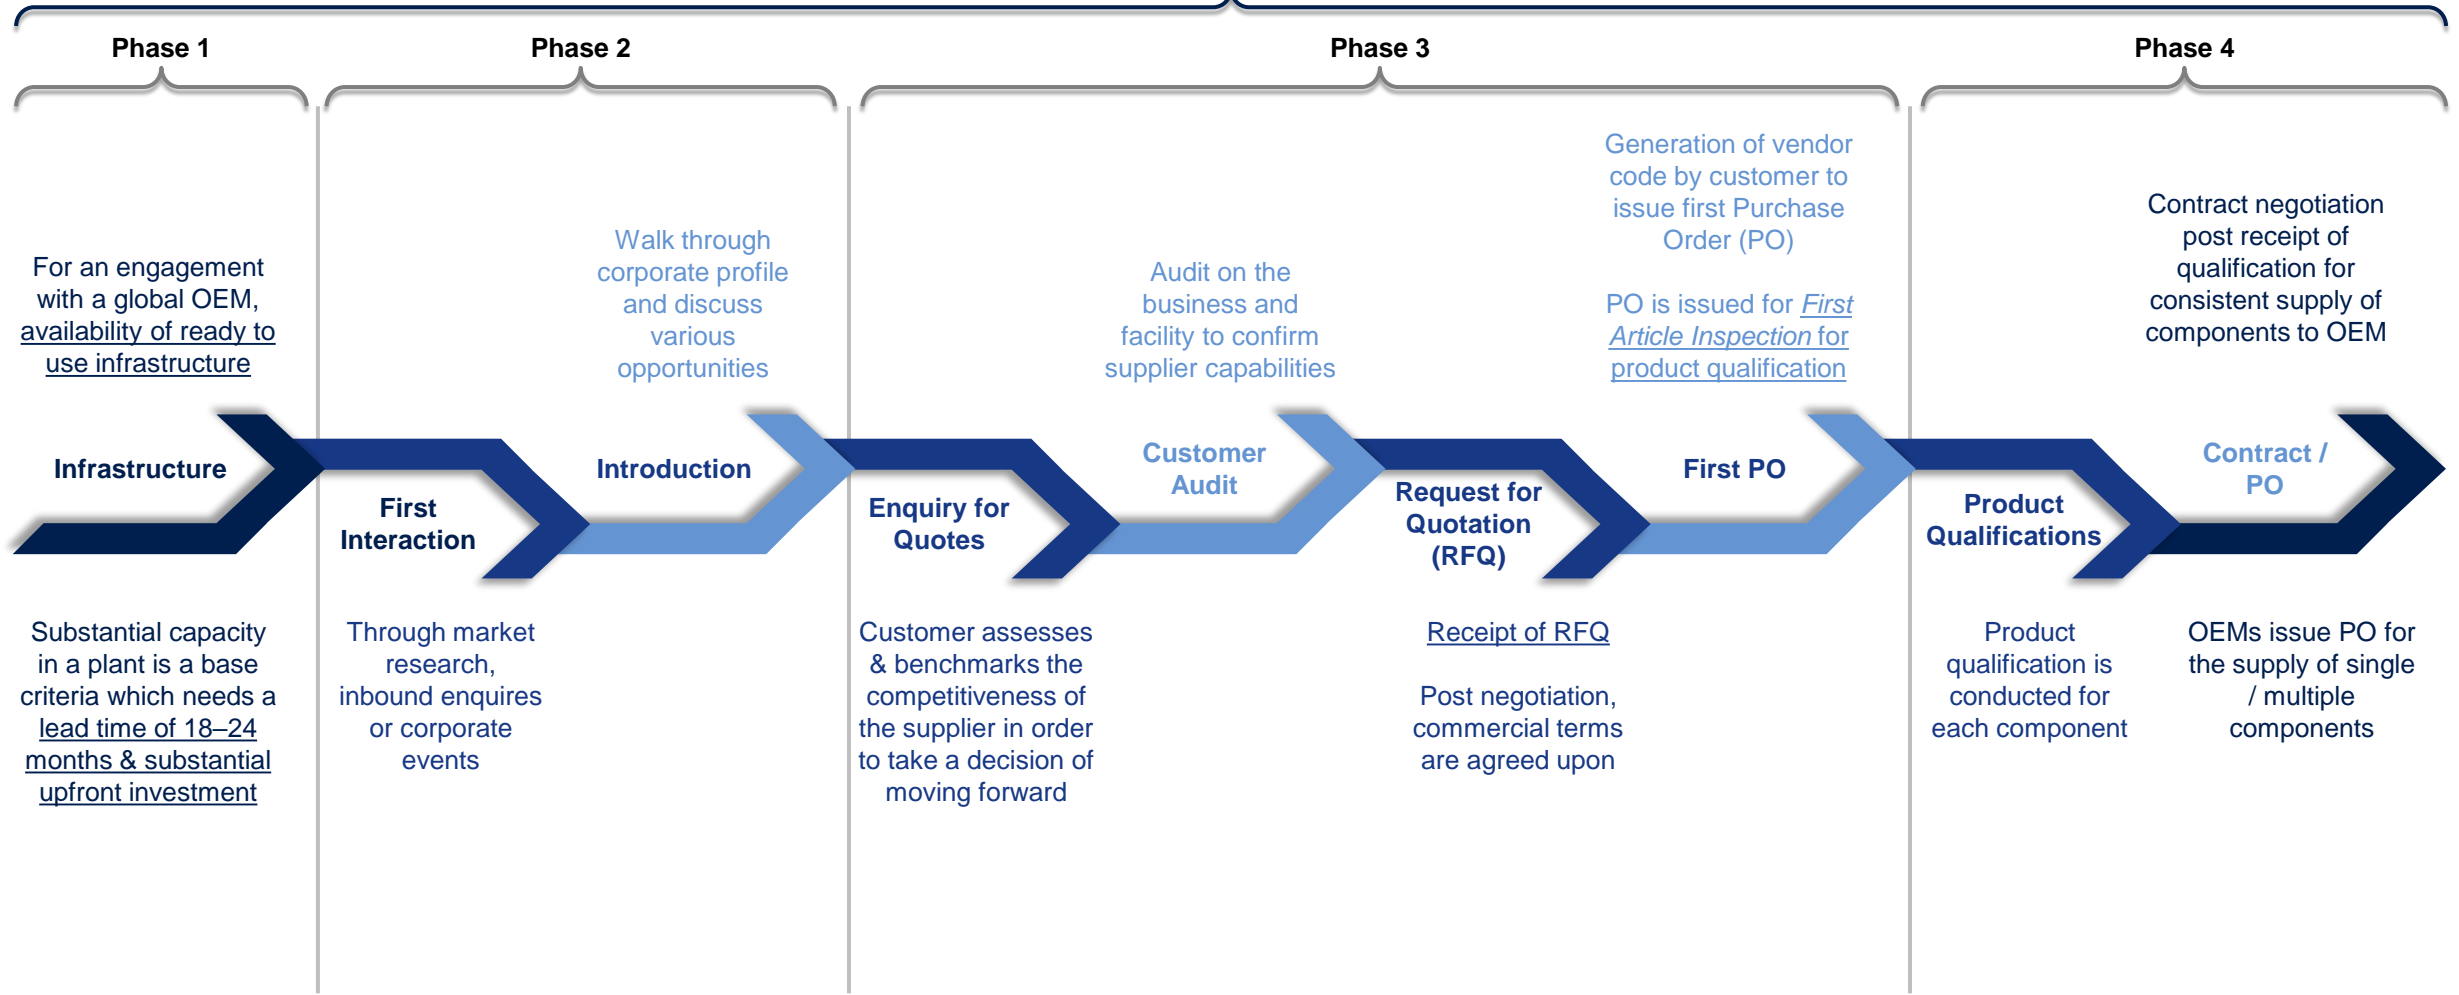 Phase 1
Phase 2
Phase 3
Phase 4
For an engagement
with a global OEM,
availability of ready to
use infrastructure
Infrastructure
Substantial capacity
in a plant is a base
criteria which needs a
lead time of 18–24
months & substantial
upfront investment
First
Interaction
Through market
research,
inbound enquires
or corporate
events
Walk through
corporate profile
and discuss
various
opportunities
Introduction
Enquiry for
Quotes
Customer assesses
& benchmarks the
competitiveness of
the supplier in order
to take a decision of
moving forward
Audit on the
business and
facility to confirm
supplier capabilities
Customer
Audit
Request for
Quotation
(RFQ)
Receipt of RFQ
Post negotiation,
commercial terms
are agreed upon
Generation of vendor
code by customer to
issue first Purchase
Order (PO)
PO is issued for First
Article Inspection for
product qualification
First PO
Product
Qualifications
Product
qualification is
conducted for
each component
Contract negotiation
post receipt of
qualification for
consistent supply of
components to OEM
Contract /
PO
OEMs issue PO for
the supply of single
/ multiple
components